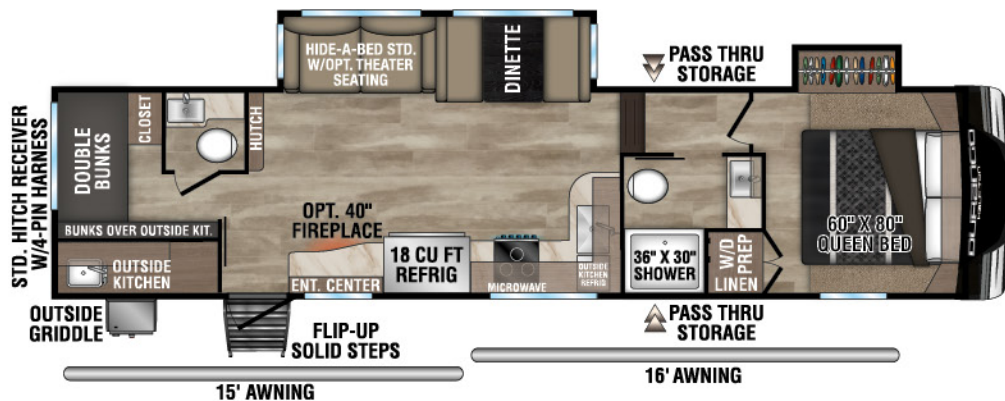 HIDE-A-BED STD.
W/OPT. THEATER
SEATING
DINETTE
PASS THRU
STORAGE
STD. HITCH RECEIVER
W/4-PIN HARNESS
DOUBLE
BUNKS
CLOSET
HUTCH
DURANGO
BUNKS OVER OUTSIDE KIT.
OPT. 40"
FIREPLACE
60" X 80"
QUEEN BED
OUTSIDE
KITCHEN
18 CU FT
REFRIG
36" X 30"
SHOWER
W/D
PREP
LINEN
ENT. CENTER
MICROWAVE
OUTSIDE
KITCHEN
REFRIG
OUTSIDE
GRIDDLE
FLIP-UP
SOLID STEPS
PASS THRU
STORAGE
15' AWNING
16' AWNING